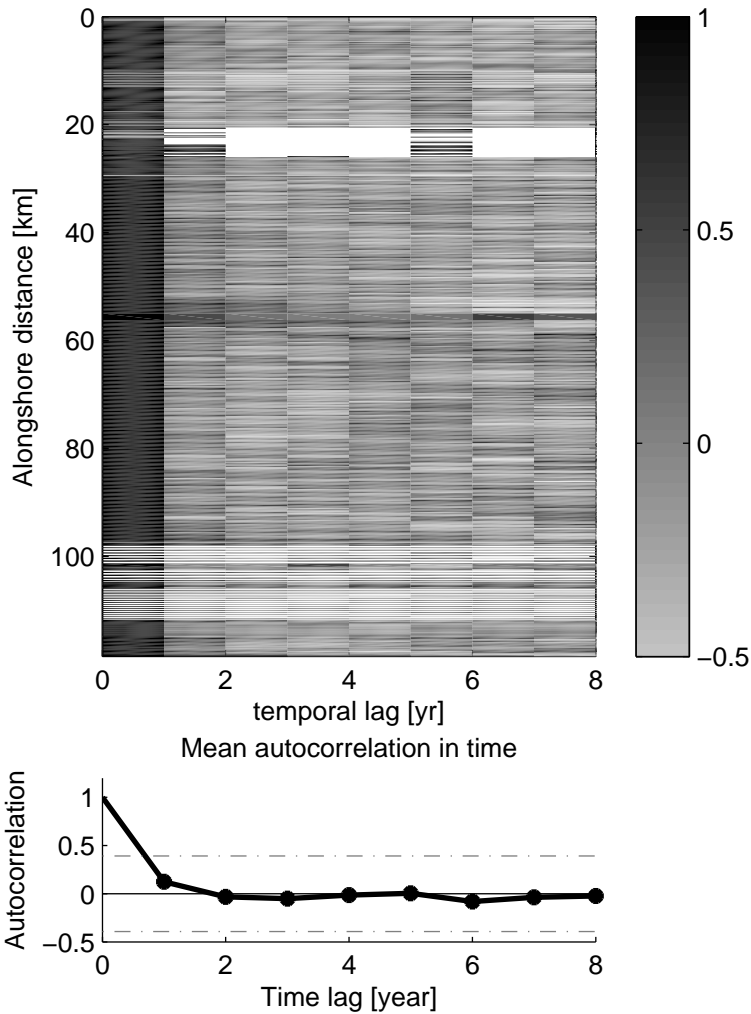 0
20
40
60
80
100
Alongshore distance [km]
0 2 4 6 8
temporal lag [yr]
1
0.5
0
−0.5
Mean autocorrelation in time
1
0.5
0
−0.5
Autocorrelation
0 2 4 6 8
Time lag [year]